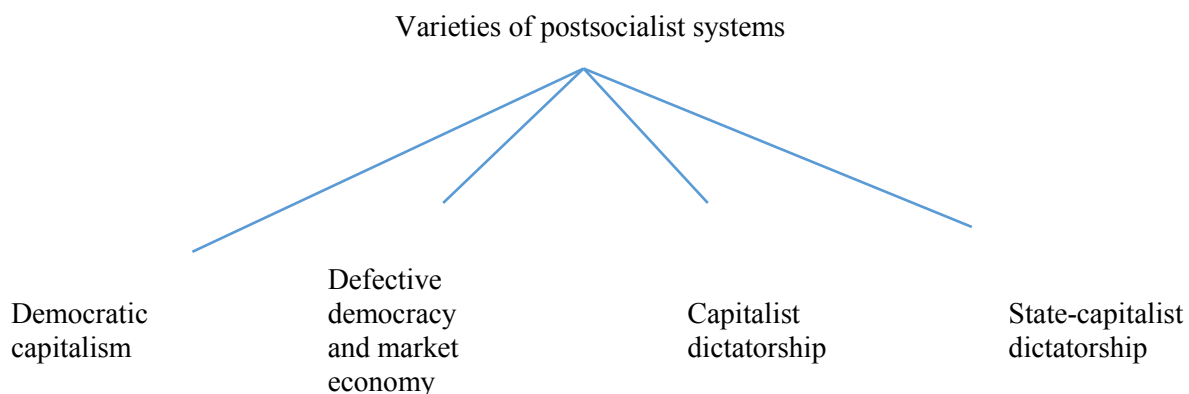 Varieties of postsocialist systems
Democratic
capitalism
Defective
democracy
and market
economy
Capitalist
dictatorship
State-capitalist
dictatorship